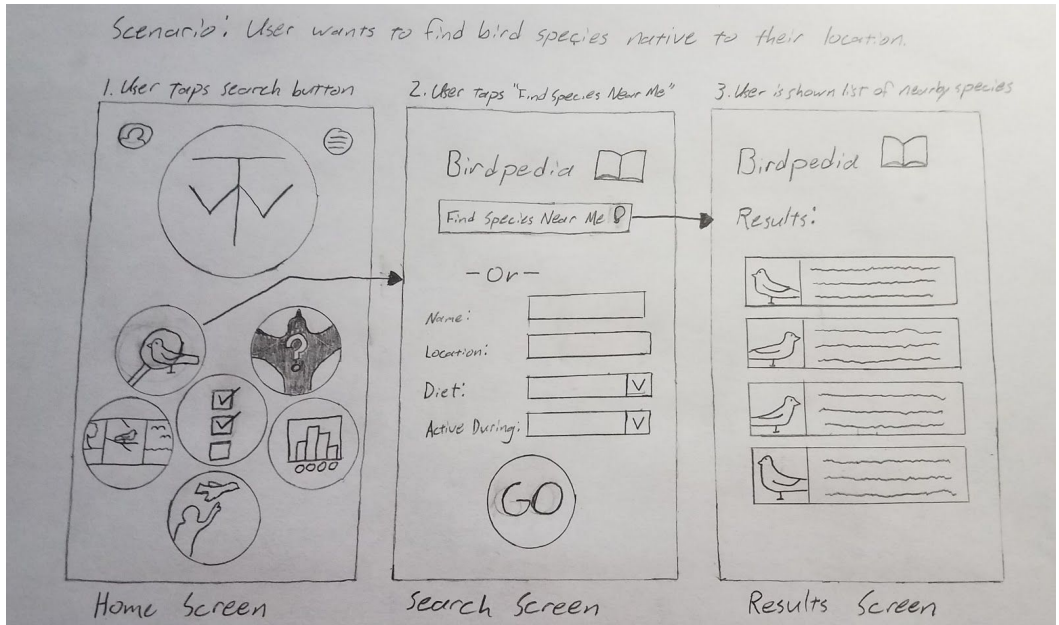 Scenario: User wants to find bird species native to their location.
1. User taps search button
2. User taps "Find Species Near Me"
3. User is shown list of nearby species
Birdpedia
Find Species Near Me
-Or-
Name:
Location:
Diet:
Active During:
GO
Birdpedia
Results:
?
Home Screen
Search Screen
Results Screen